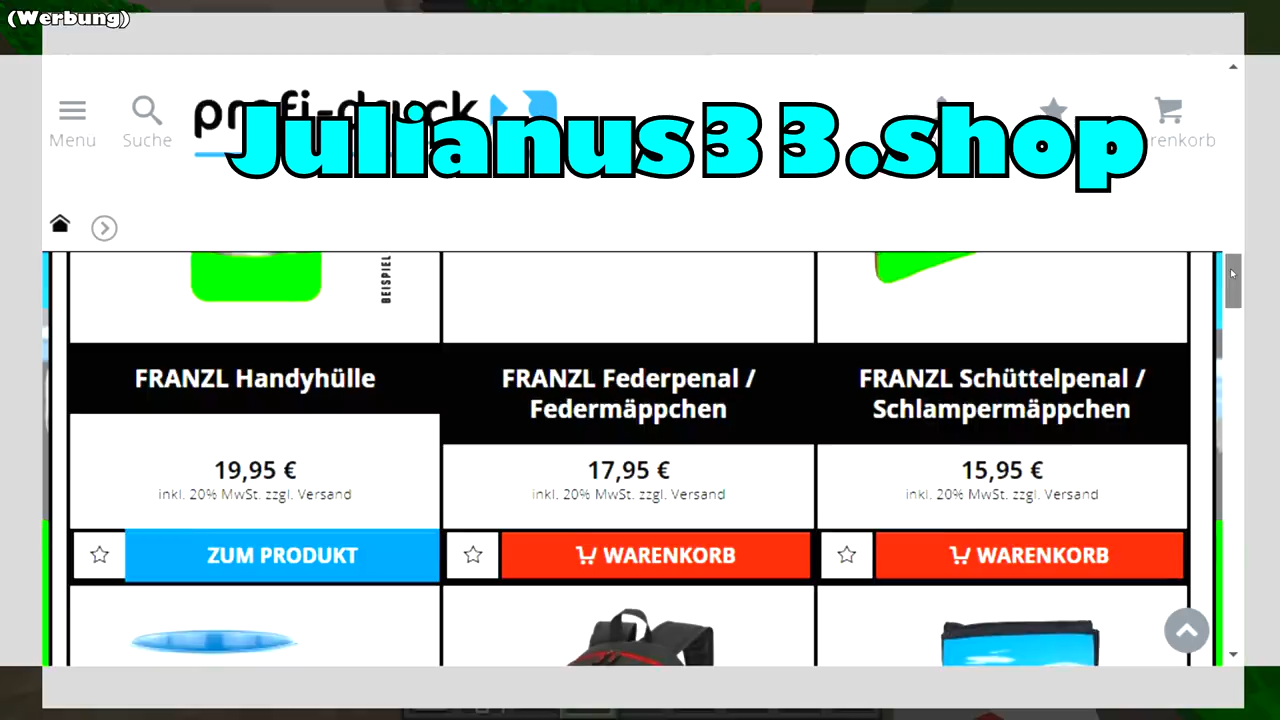 (Werbung)
Menu
Suche
profi-druck
Julianus33.shop
renkorb
BEISPIEL
FRANZL Handyhülle
FRANZL Federpenal /
Federmäppchen
FRANZL Schüttelpenal /
Schlampermäppchen
19,95 €
inkl. 20% MwSt. zzgl. Versand
17,95 €
inkl. 20% MwSt. zzgl. Versand
15,95 €
inkl. 20% MwSt. zzgl. Versand
ZUM PRODUKT
WARENKORB
WARENKORB